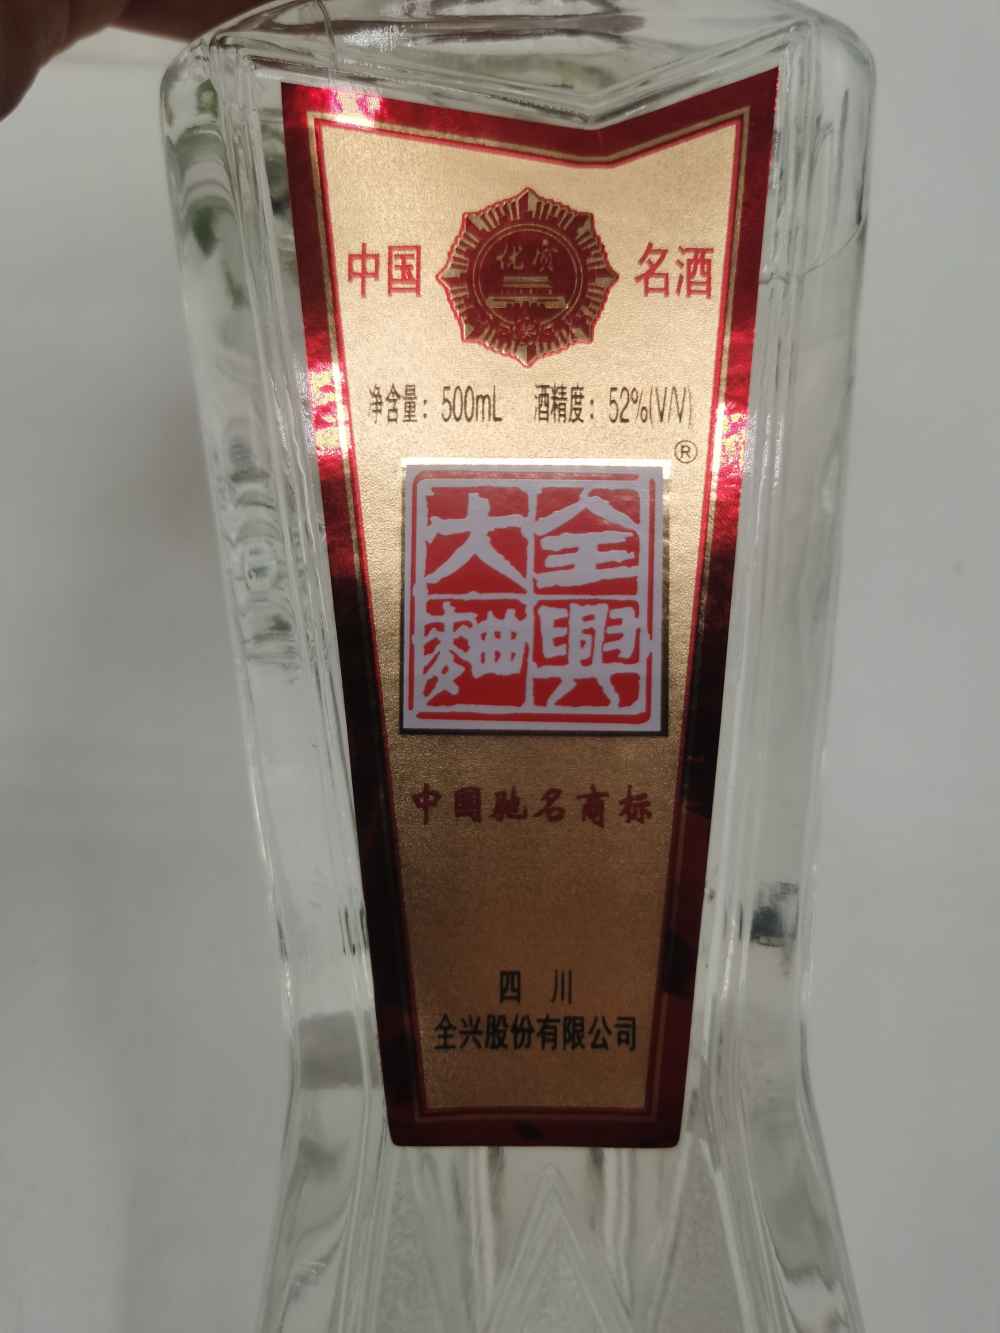 中国 优质 名酒
净含量：500mL 酒精度：52%(V/V)
®
全興
大麯
中国驰名商标
四川
全兴股份有限公司